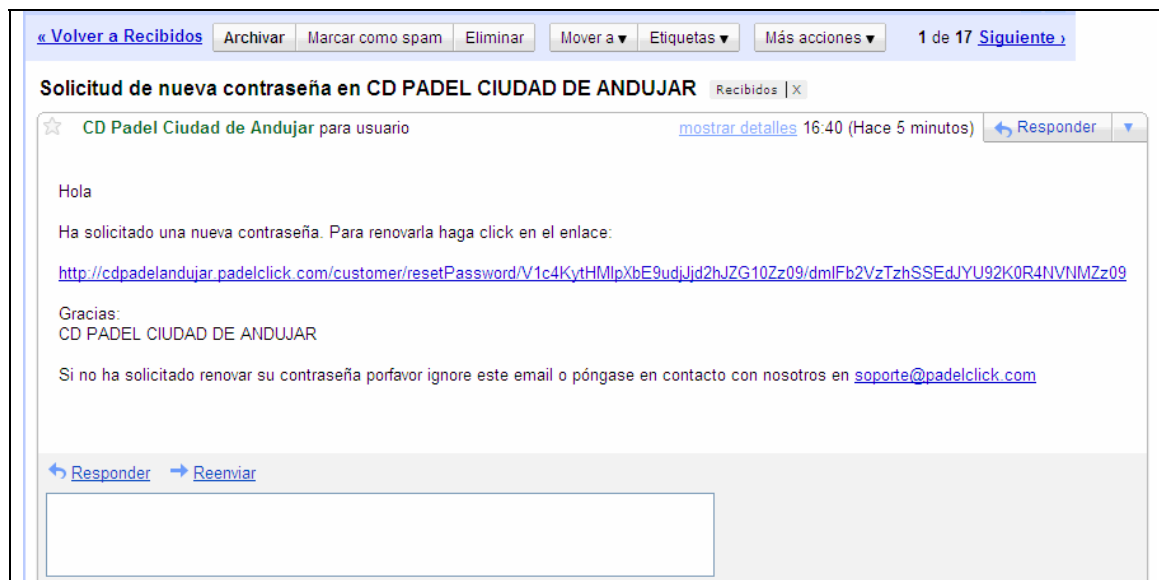 « Volver a Recibidos Archivar Marcar como spam Eliminar Mover a ▾ Etiquetas ▾ Más acciones ▾ 1 de 17 Siguiente ›
Solicitud de nueva contraseña en CD PADEL CIUDAD DE ANDUJAR Recibidos | X
CD Padel Ciudad de Andujar para usuario mostrar detalles 16:40 (Hace 5 minutos) Responder
Hola
Ha solicitado una nueva contraseña. Para renovarla haga click en el enlace:
http://cdpadelandujar.padelclick.com/customer/resetPassword/V1c4KytHMlpXbE9udjJjd2hJZG10Zz09/dmlFb2VzTzhSSEdJYU92K0R4NVNMZz09
Gracias:
CD PADEL CIUDAD DE ANDUJAR
Si no ha solicitado renovar su contraseña porfavor ignore este email o póngase en contacto con nosotros en soporte@padelclick.com
Responder Reenviar